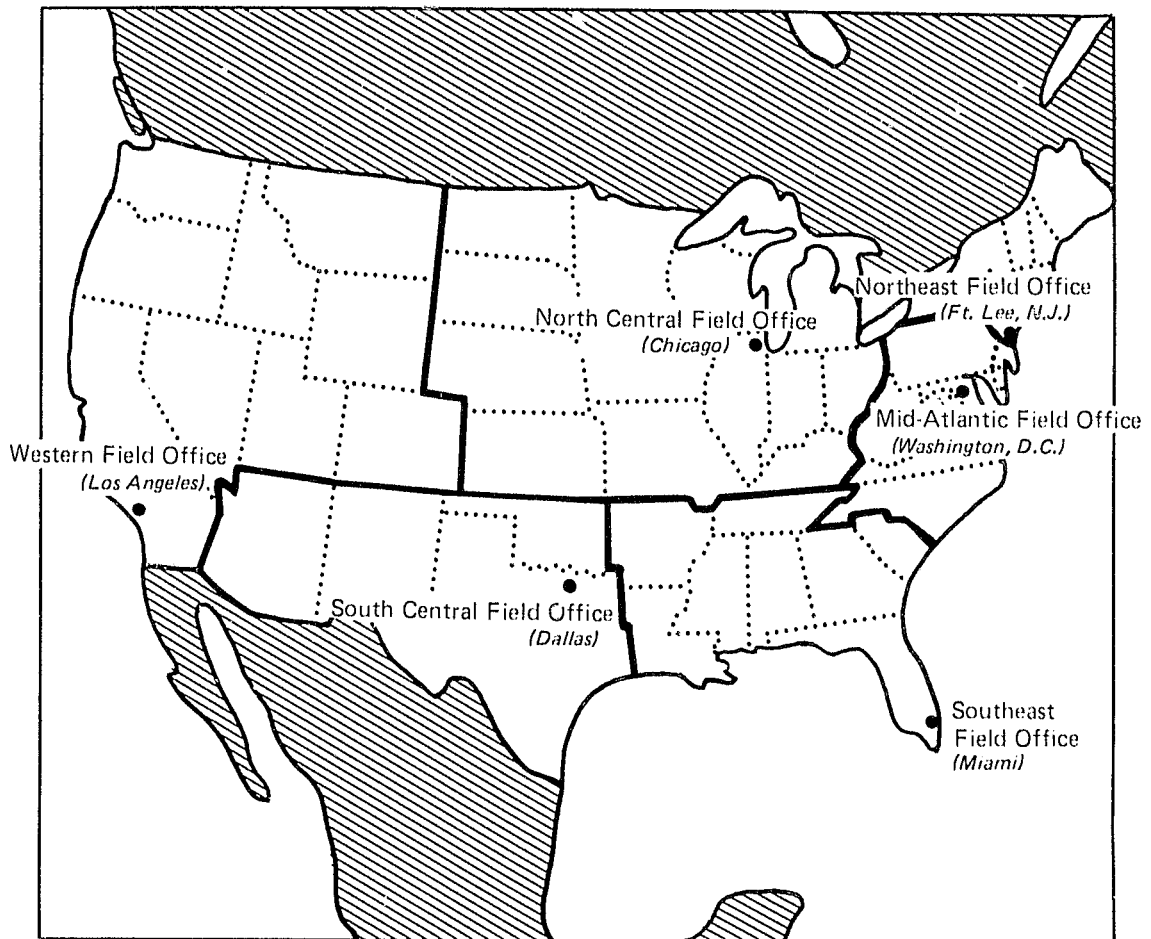 Northeast Field Office
(Ft. Lee, N.J.)
North Central Field Office
(Chicago)
Mid-Atlantic Field Office
(Washington, D.C.)
Western Field Office
(Los Angeles)
South Central Field Office
(Dallas)
Southeast
Field Office
(Miami)